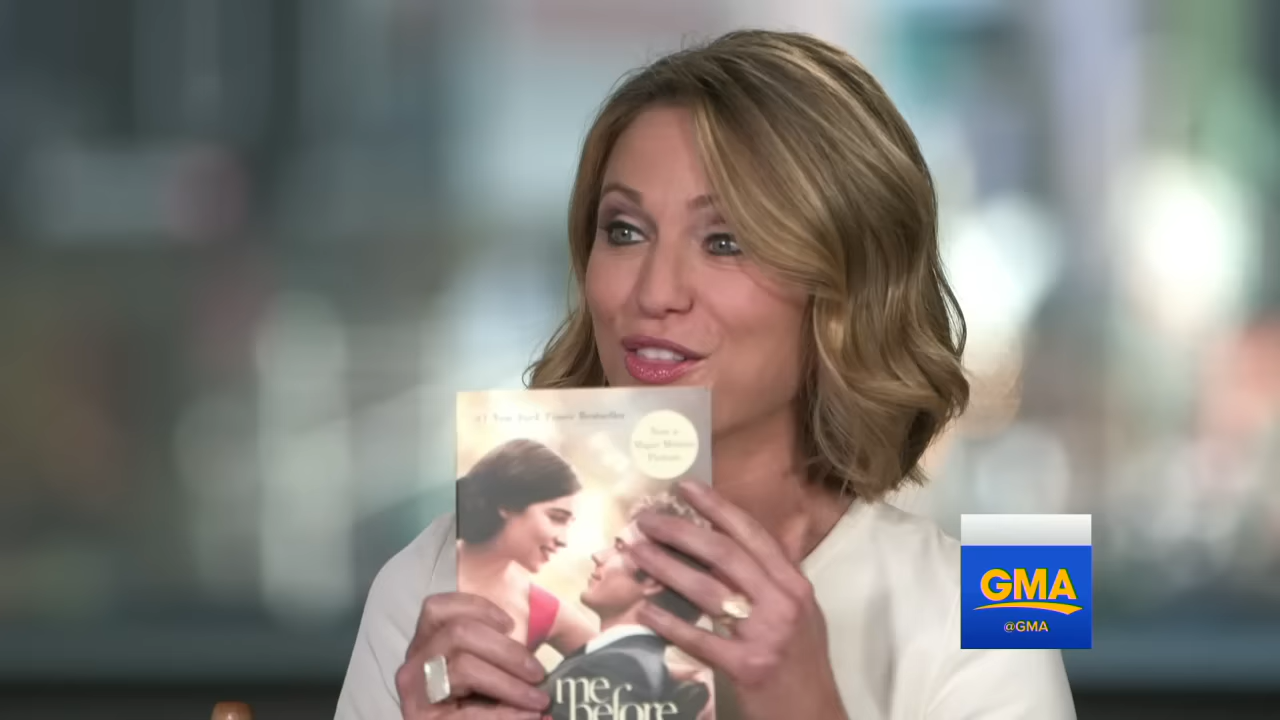 #1 New York Times Bestseller
Now a
Major Motion
Picture
me
before
GMA
@GMA